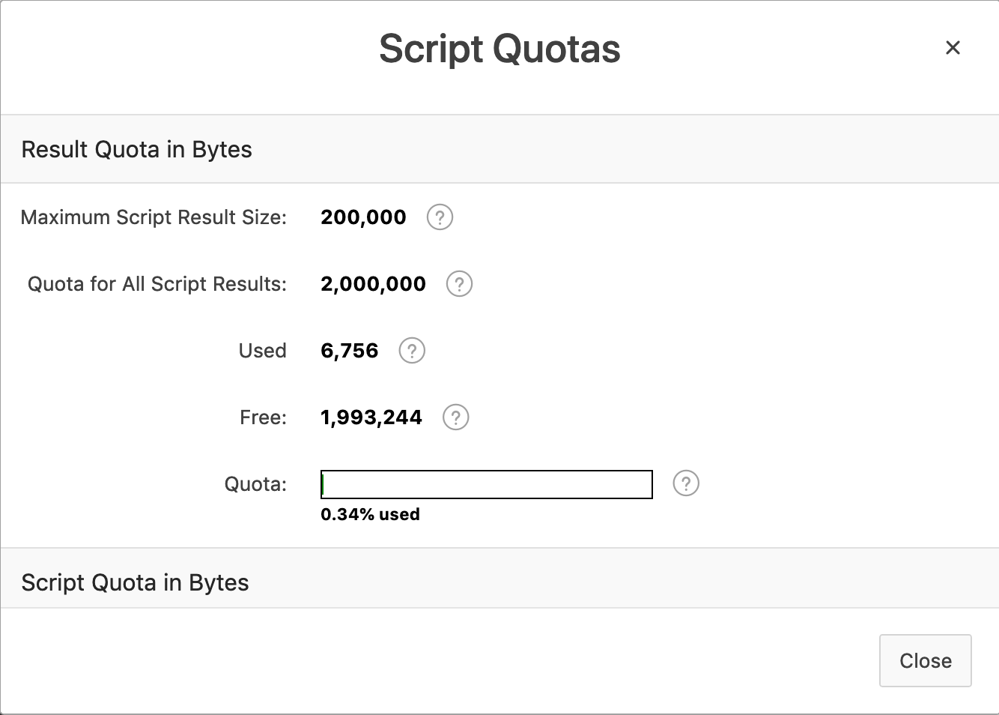 Script Quotas
Result Quota in Bytes
Maximum Script Result Size: 200,000 ?
Quota for All Script Results: 2,000,000 ?
Used 6,756 ?
Free: 1,993,244 ?
Quota: ?
0.34% used
Script Quota in Bytes
Close